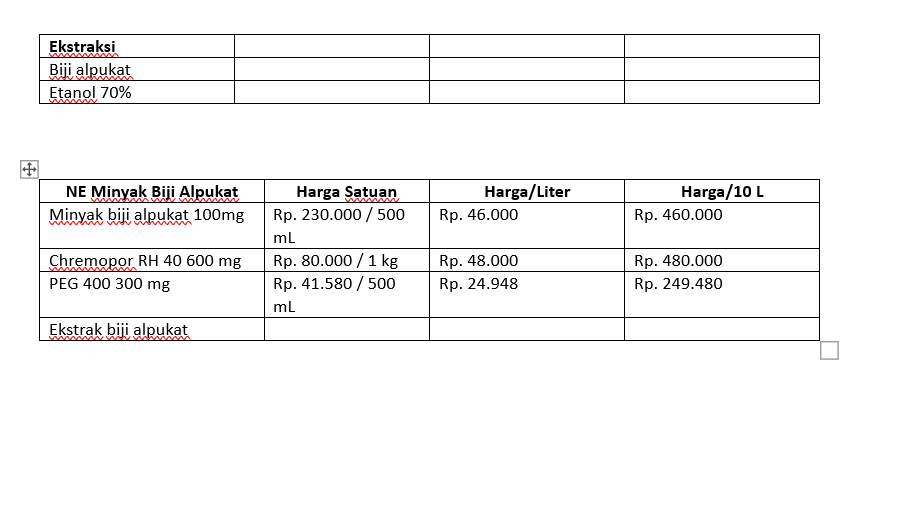 Ekstraksi
Biji alpukat
Etanol 70%
NE Minyak Biji Alpukat Harga Satuan Harga/Liter Harga/10 L
Minyak biji alpukat 100mg Rp. 230.000 / 500 Rp. 46.000 Rp. 460.000
mL
Chremopor RH 40 600 mg Rp. 80.000 / 1 kg Rp. 48.000 Rp. 480.000
PEG 400 300 mg Rp. 41.580 / 500 Rp. 24.948 Rp. 249.480
mL
Ekstrak biji alpukat